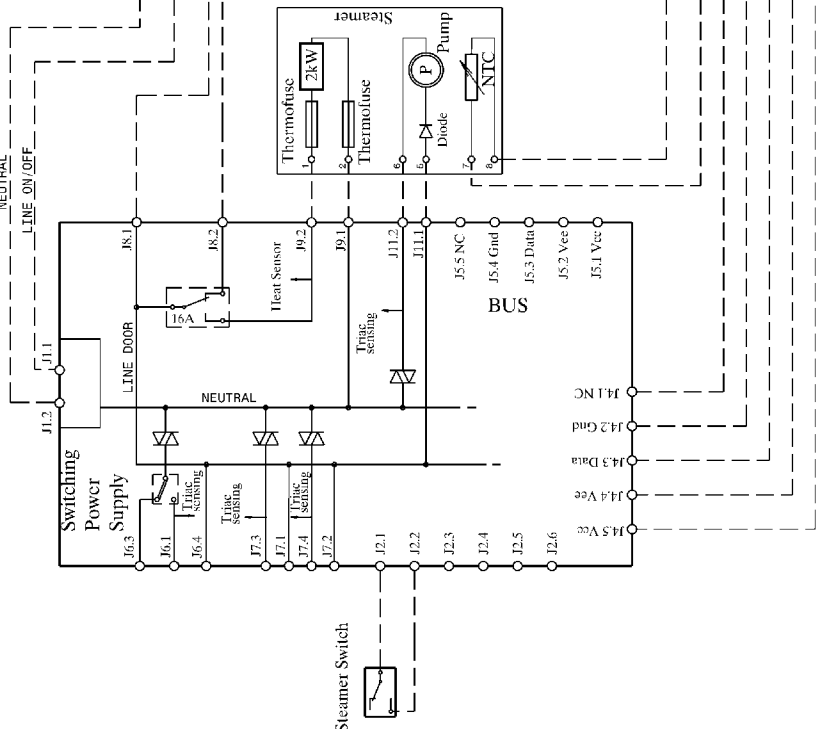 Steamer
2kW
Thermofuse
Thermofuse
P
Pump
Diode
NTC
1
2
6
5
7
8
NEUTRAL
LINE ON/OFF
J8.1
J8.2
J9.2
J9.1
J11.2
J11.1
J5.5 NC
J5.4 Gnd
J5.3 Data
J5.2 Vee
J5.1 Vcc
BUS
Heat Sensor
16A
Triac
sensing
LINE DOOR
NEUTRAL
J1.1
J1.2
J4.1 NC
J4.2 Gnd
J4.3 Data
J4.4 Vee
J4.5 Vcc
Switching
Power
Supply
Triac
sensing
Triac
sensing
Triac
sensing
J6.3
J6.1
J6.4
J7.3
J7.1
J7.4
J7.2
J2.1
J2.2
J2.3
J2.4
J2.5
J2.6
Steamer Switch